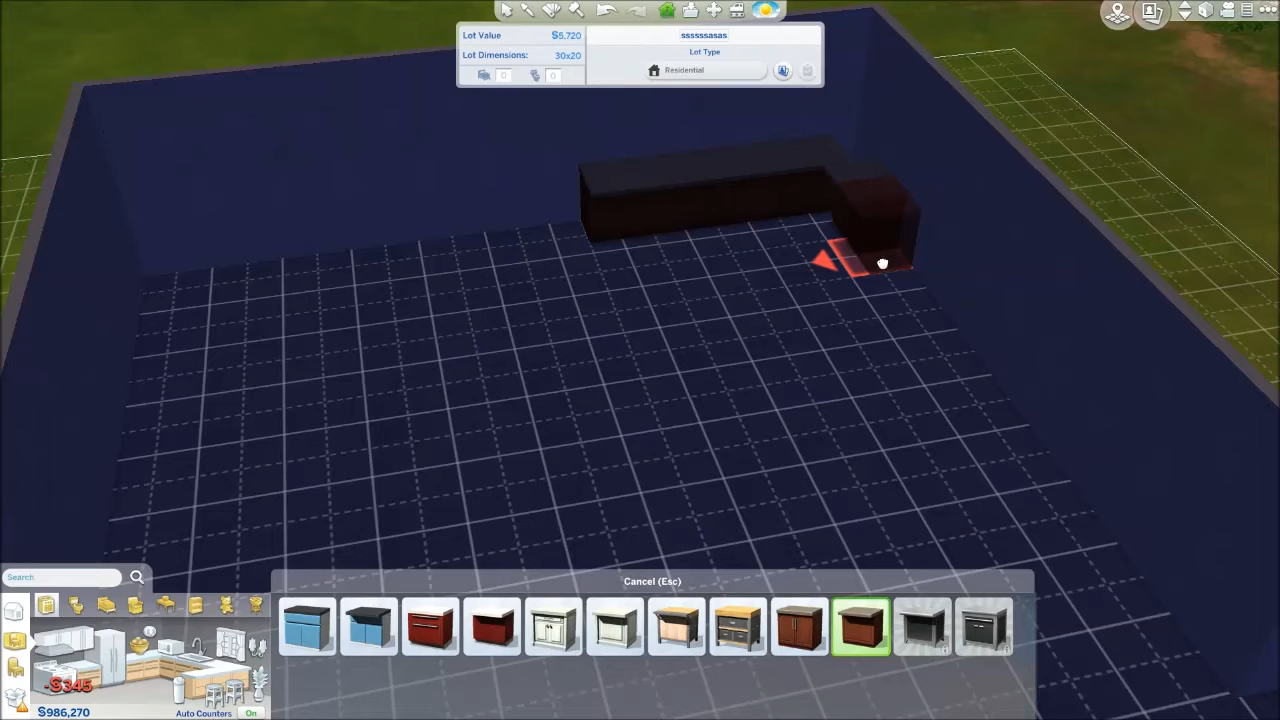 Lot Value §5,720
Lot Dimensions: 30x20
0 0
ssssssasas
Lot Type
Residential
Search
Cancel (Esc)
-§345
§986,270
Auto Counters On